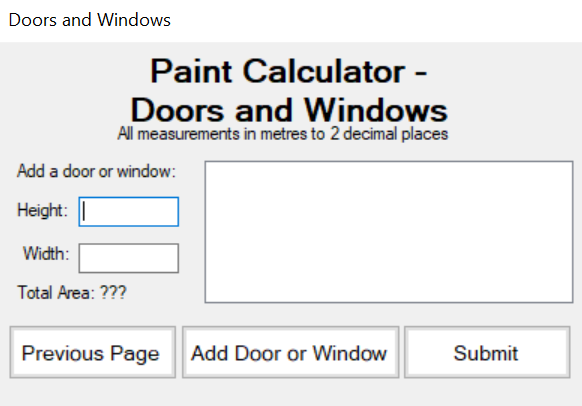 Doors and Windows
Paint Calculator -
Doors and Windows
All measurements in metres to 2 decimal places
Add a door or window:
Height:
Width:
Total Area: ???
Previous Page
Add Door or Window
Submit